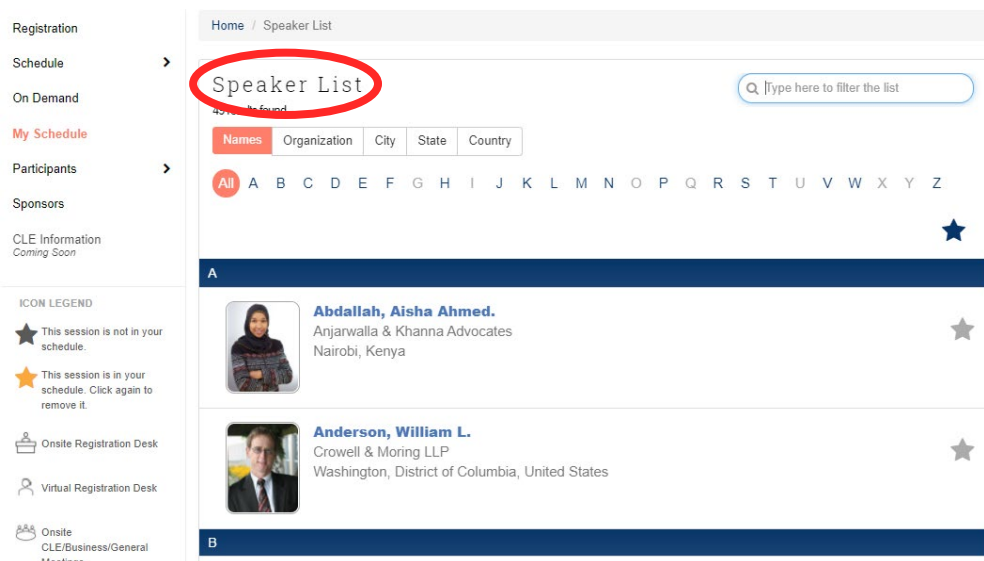 Registration
Schedule
On Demand
My Schedule
Participants
Sponsors
CLE Information
Coming Soon
ICON LEGEND
This session is not in your
schedule.
This session is in your
schedule. Click again to
remove it.
Onsite Registration Desk
Virtual Registration Desk
Onsite
CLE/Business/General
Meetings
Home / Speaker List
Speaker List
Type here to filter the list
found
Names Organization City State Country
All A B C D E F G H I J K L M N O P Q R S T U V W X Y Z
A
Abdallah, Aisha Ahmed.
Anjarwalla & Khanna Advocates
Nairobi, Kenya
Anderson, William L.
Crowell & Moring LLP
Washington, District of Columbia, United States
B